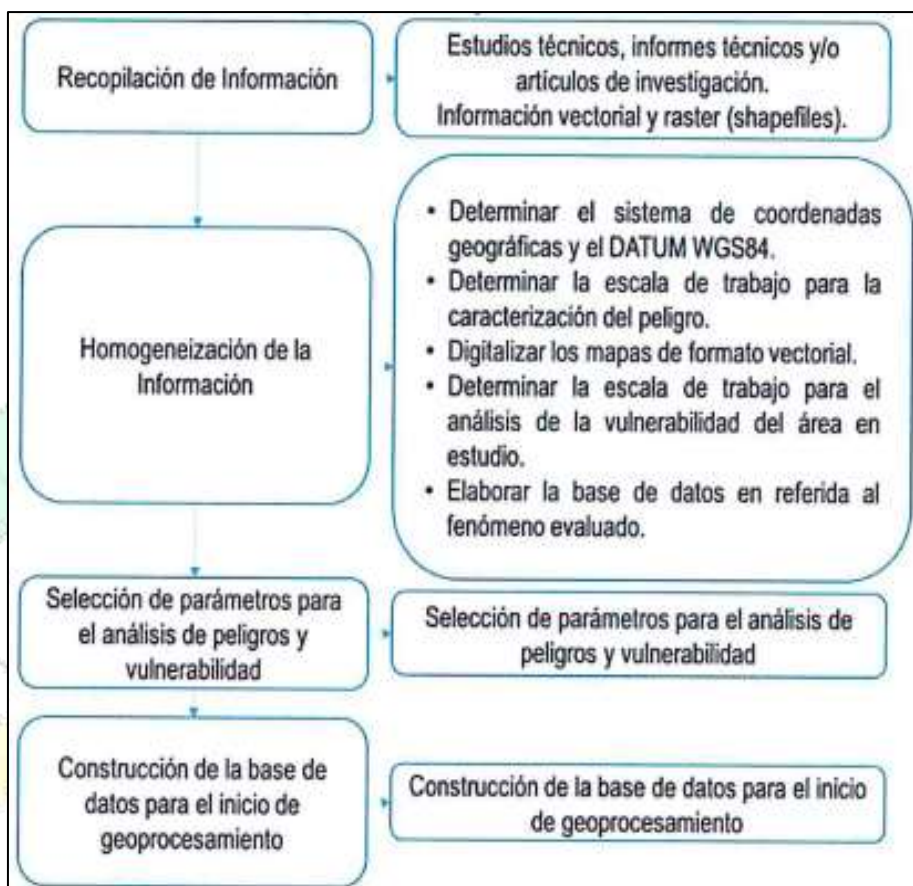 Recopilación de Información
Estudios técnicos, informes técnicos y/o
artículos de investigación.
Información vectorial y raster (shapefiles).
Homogeneización de la
Información
• Determinar el sistema de coordenadas
geográficas y el DATUM WGS84.
• Determinar la escala de trabajo para la
caracterización del peligro.
• Digitalizar los mapas de formato vectorial.
• Determinar la escala de trabajo para el
análisis de la vulnerabilidad del área en
estudio.
• Elaborar la base de datos en referida al
fenómeno evaluado.
Selección de parámetros para
el análisis de peligros y
vulnerabilidad
Selección de parámetros para el análisis de
peligros y vulnerabilidad
Construcción de la base de
datos para el inicio de
geoprocesamiento
Construcción de la base de datos para el inicio
de geoprocesamiento